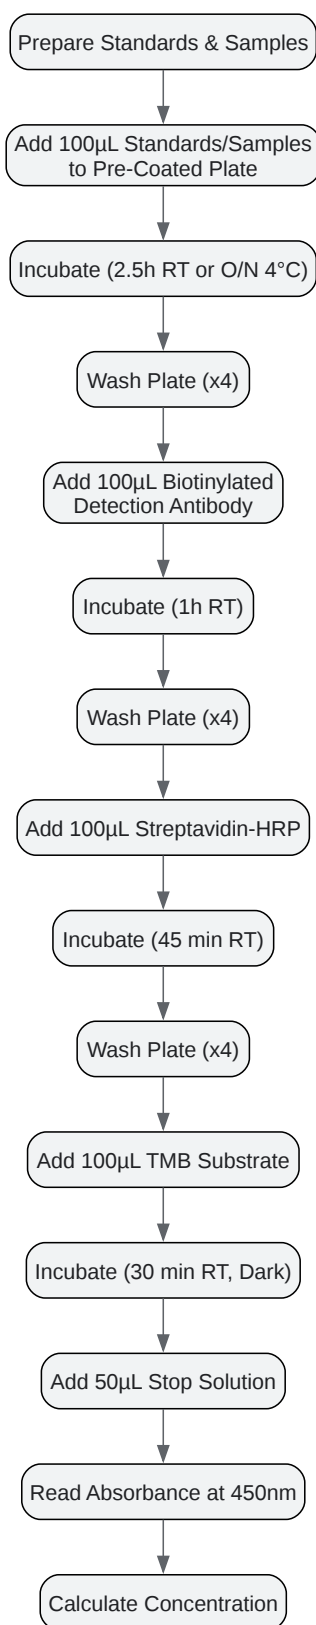 Prepare Standards & Samples
Add 100µL Standards/Samples
to Pre-Coated Plate
Incubate (2.5h RT or O/N 4°C)
Wash Plate (x4)
Add 100µL Biotinylated
Detection Antibody
Incubate (1h RT)
Wash Plate (x4)
Add 100µL Streptavidin-HRP
Incubate (45 min RT)
Wash Plate (x4)
Add 100µL TMB Substrate
Incubate (30 min RT, Dark)
Add 50µL Stop Solution
Read Absorbance at 450nm
Calculate Concentration